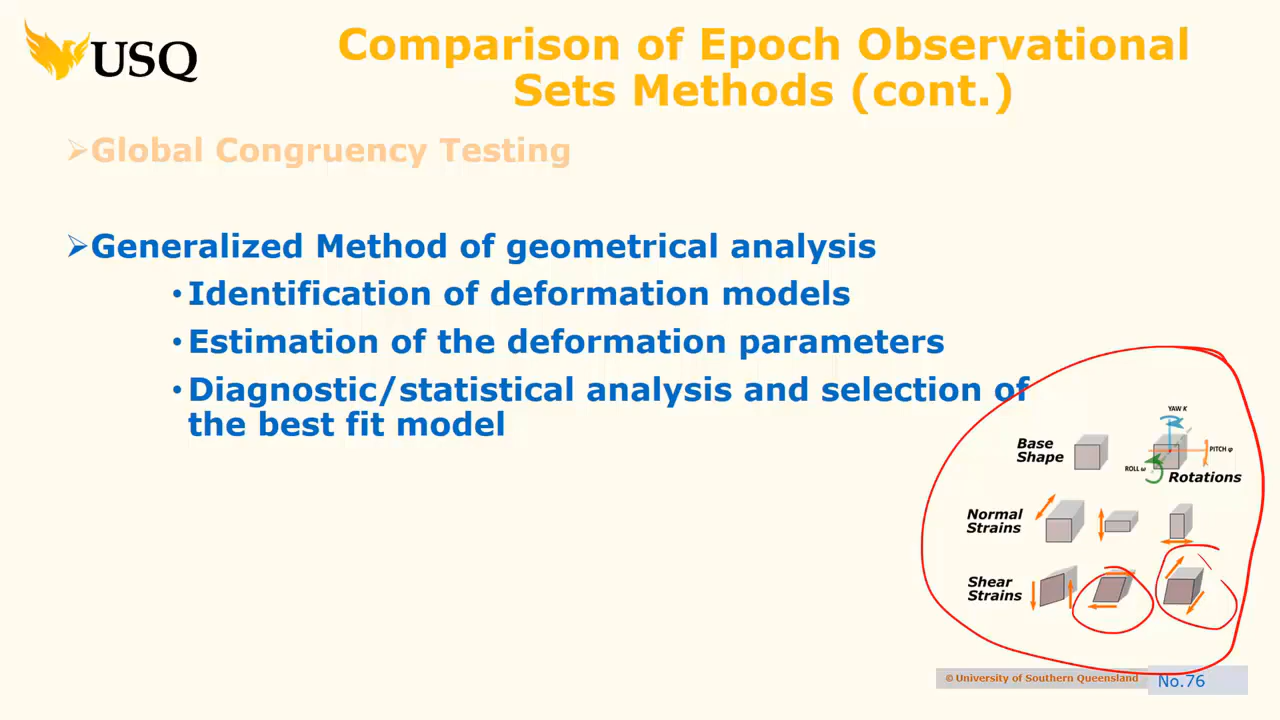 USQ
Comparison of Epoch Observational
Sets Methods (cont.)
➢Global Congruency Testing
➢Generalized Method of geometrical analysis
•Identification of deformation models
•Estimation of the deformation parameters
•Diagnostic/statistical analysis and selection of
the best fit model
YAW K
Base
Shape
PITCH φ
ROLL ω
Rotations
Normal
Strains
Shear
Strains
© University of Southern Queensland
No.76